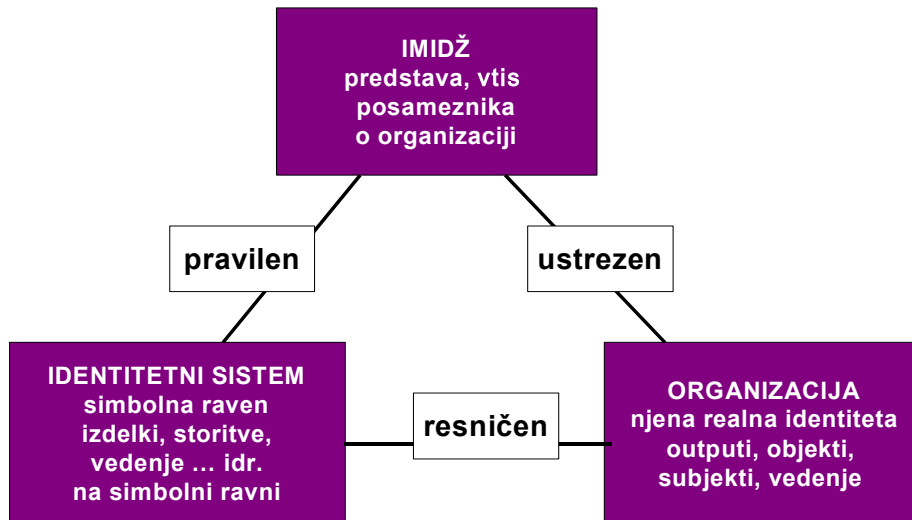 IMIDŽ
predstava, vtis
posameznika
o organizaciji
pravilen
ustrezen
IDENTITETNI SISTEM
simbolna raven
izdelki, storitve,
vedenje … idr.
na simbolni ravni
resničen
ORGANIZACIJA
njena realna identiteta
outputi, objekti,
subjekti, vedenje